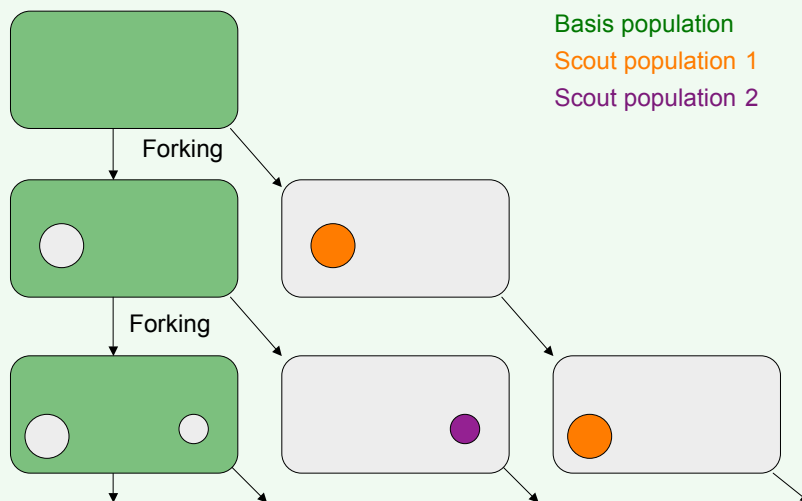 Basis population
Scout population 1
Scout population 2
Forking
Forking